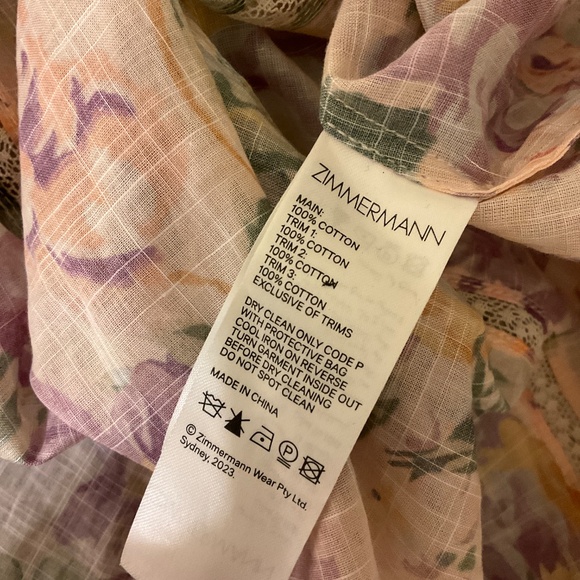 ZIMMERMANN
MAIN:
100% COTTON
TRIM 1:
100% COTTON
TRIM 2:
100% COTTON
TRIM 3:
100% COTTON
EXCLUSIVE OF TRIMS
DRY CLEAN ONLY CODE P
WITH PROTECTIVE BAG
COOL IRON ON REVERSE
TURN GARMENT INSIDE OUT
BEFORE DRY CLEANING
DO NOT SPOT CLEAN
MADE IN CHINA
P
© Zimmermann Wear Pty Ltd.
Sydney, 2023.